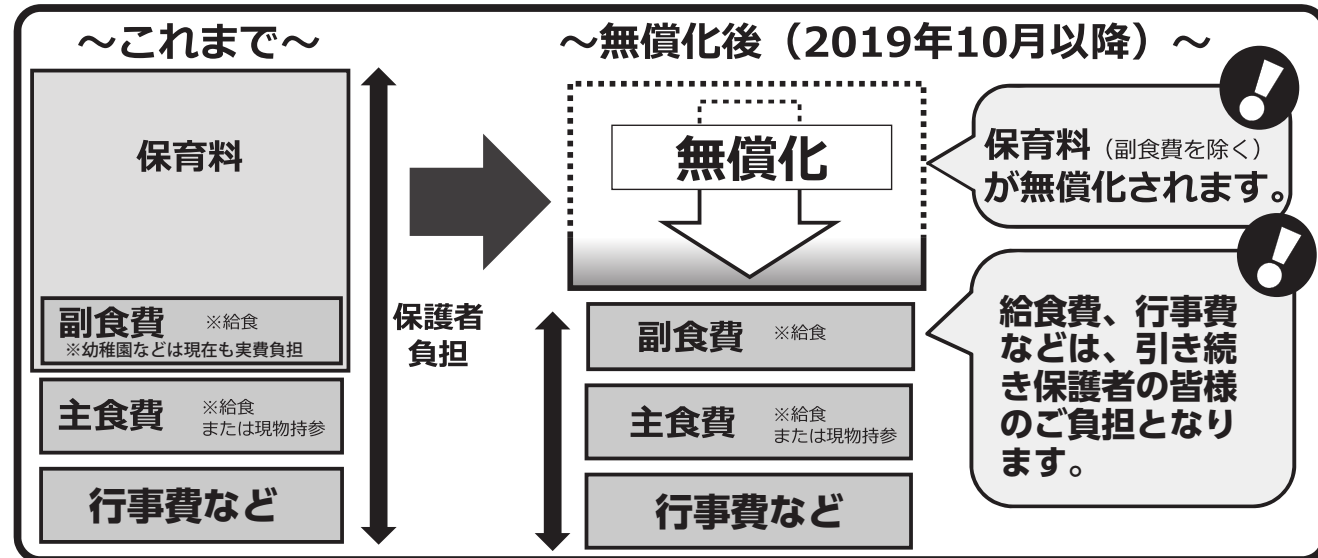 ～これまで～
保育料
副食費 ※給食
※幼稚園などは現在も実費負担
主食費 ※給食
または現物持参
行事費など
保護者
負担
～無償化後（2019年10月以降）～
無償化
副食費 ※給食
主食費 ※給食
または現物持参
行事費など
保育料（副食費を除く）
が無償化されます。
給食費、行事費
などは、引き続
き保護者の皆様
のご負担となり
ます。